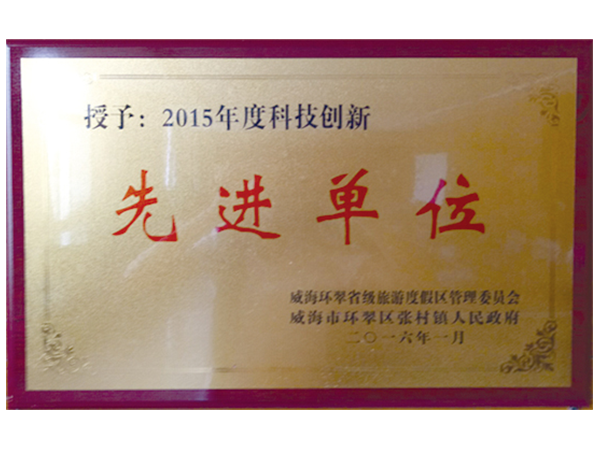 授予：2015年度科技创新
先进单位
威海环翠省级旅游度假区管理委员会
威海市环翠区张村镇人民政府
二〇一六年一月